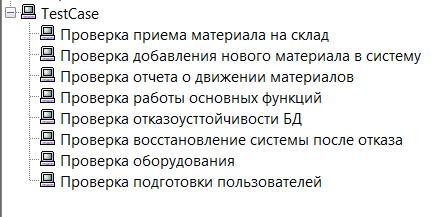 TestCase
Проверка приема материала на склад
Проверка добавления нового материала в систему
Проверка отчета о движении материалов
Проверка работы основных функций
Проверка отказоусттойчивости БД
Проверка восстановление системы после отказа
Проверка оборудования
Проверка подготовки пользователей